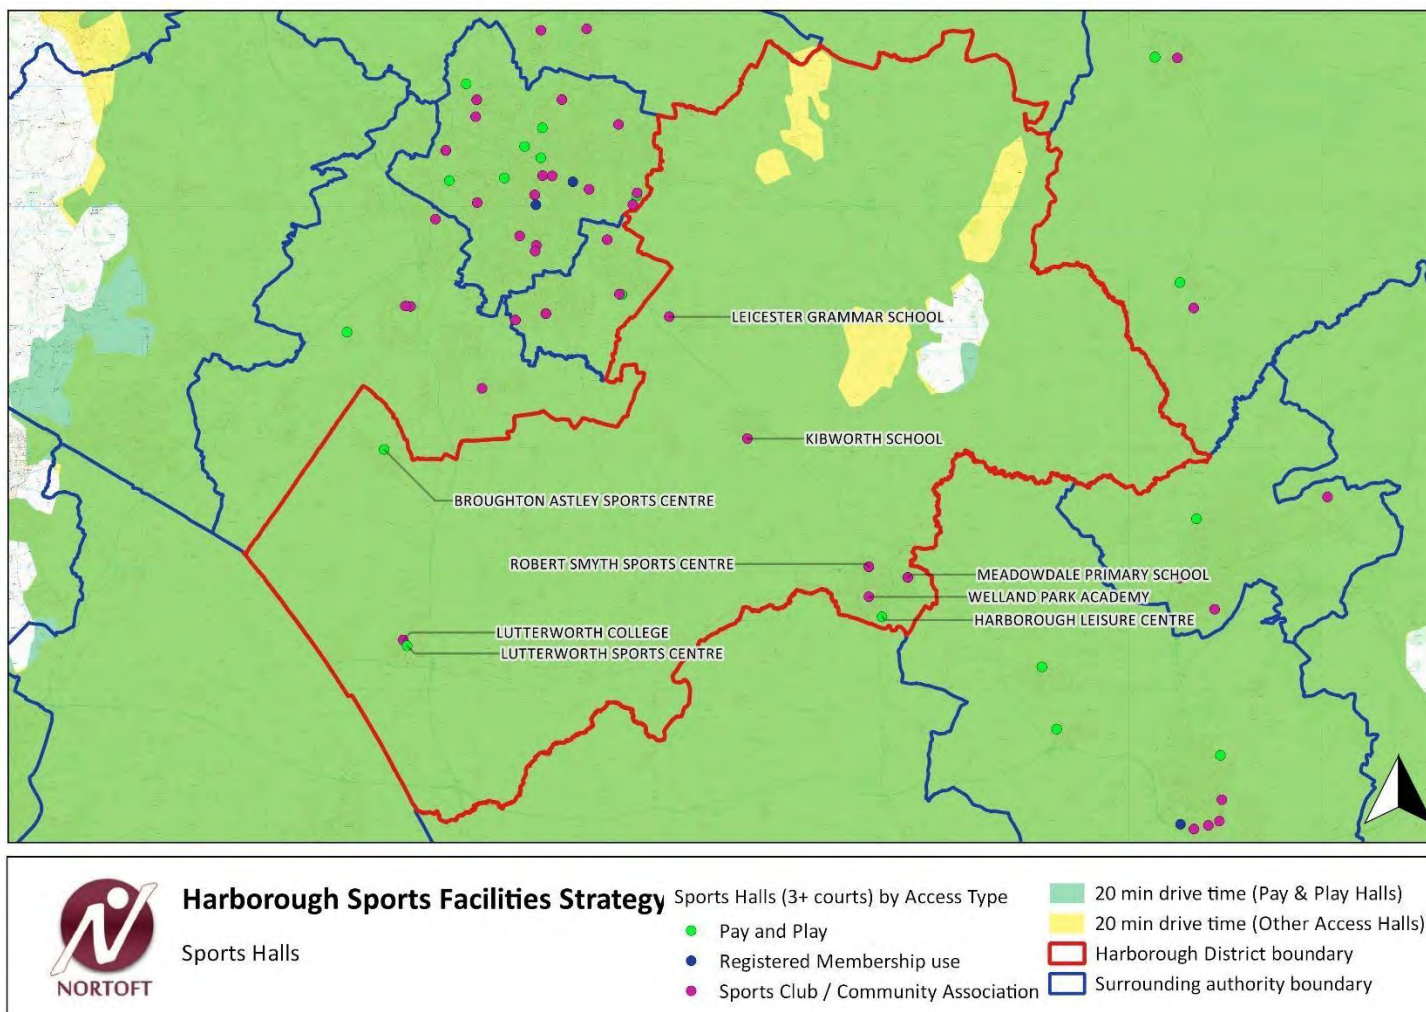 LEICESTER GRAMMAR SCHOOL
KIBWORTH SCHOOL
BROUGHTON ASTLEY SPORTS CENTRE
ROBERT SMYTH SPORTS CENTRE
MEADOWDALE PRIMARY SCHOOL
WELLAND PARK ACADEMY
HARBOROUGH LEISURE CENTRE
LUTTERWORTH COLLEGE
LUTTERWORTH SPORTS CENTRE
NORTOFT
Harborough Sports Facilities Strategy
Sports Halls
Sports Halls (3+ courts) by Access Type
Pay and Play
Registered Membership use
Sports Club / Community Association
20 min drive time (Pay & Play Halls)
20 min drive time (Other Access Halls)
Harborough District boundary
Surrounding authority boundary